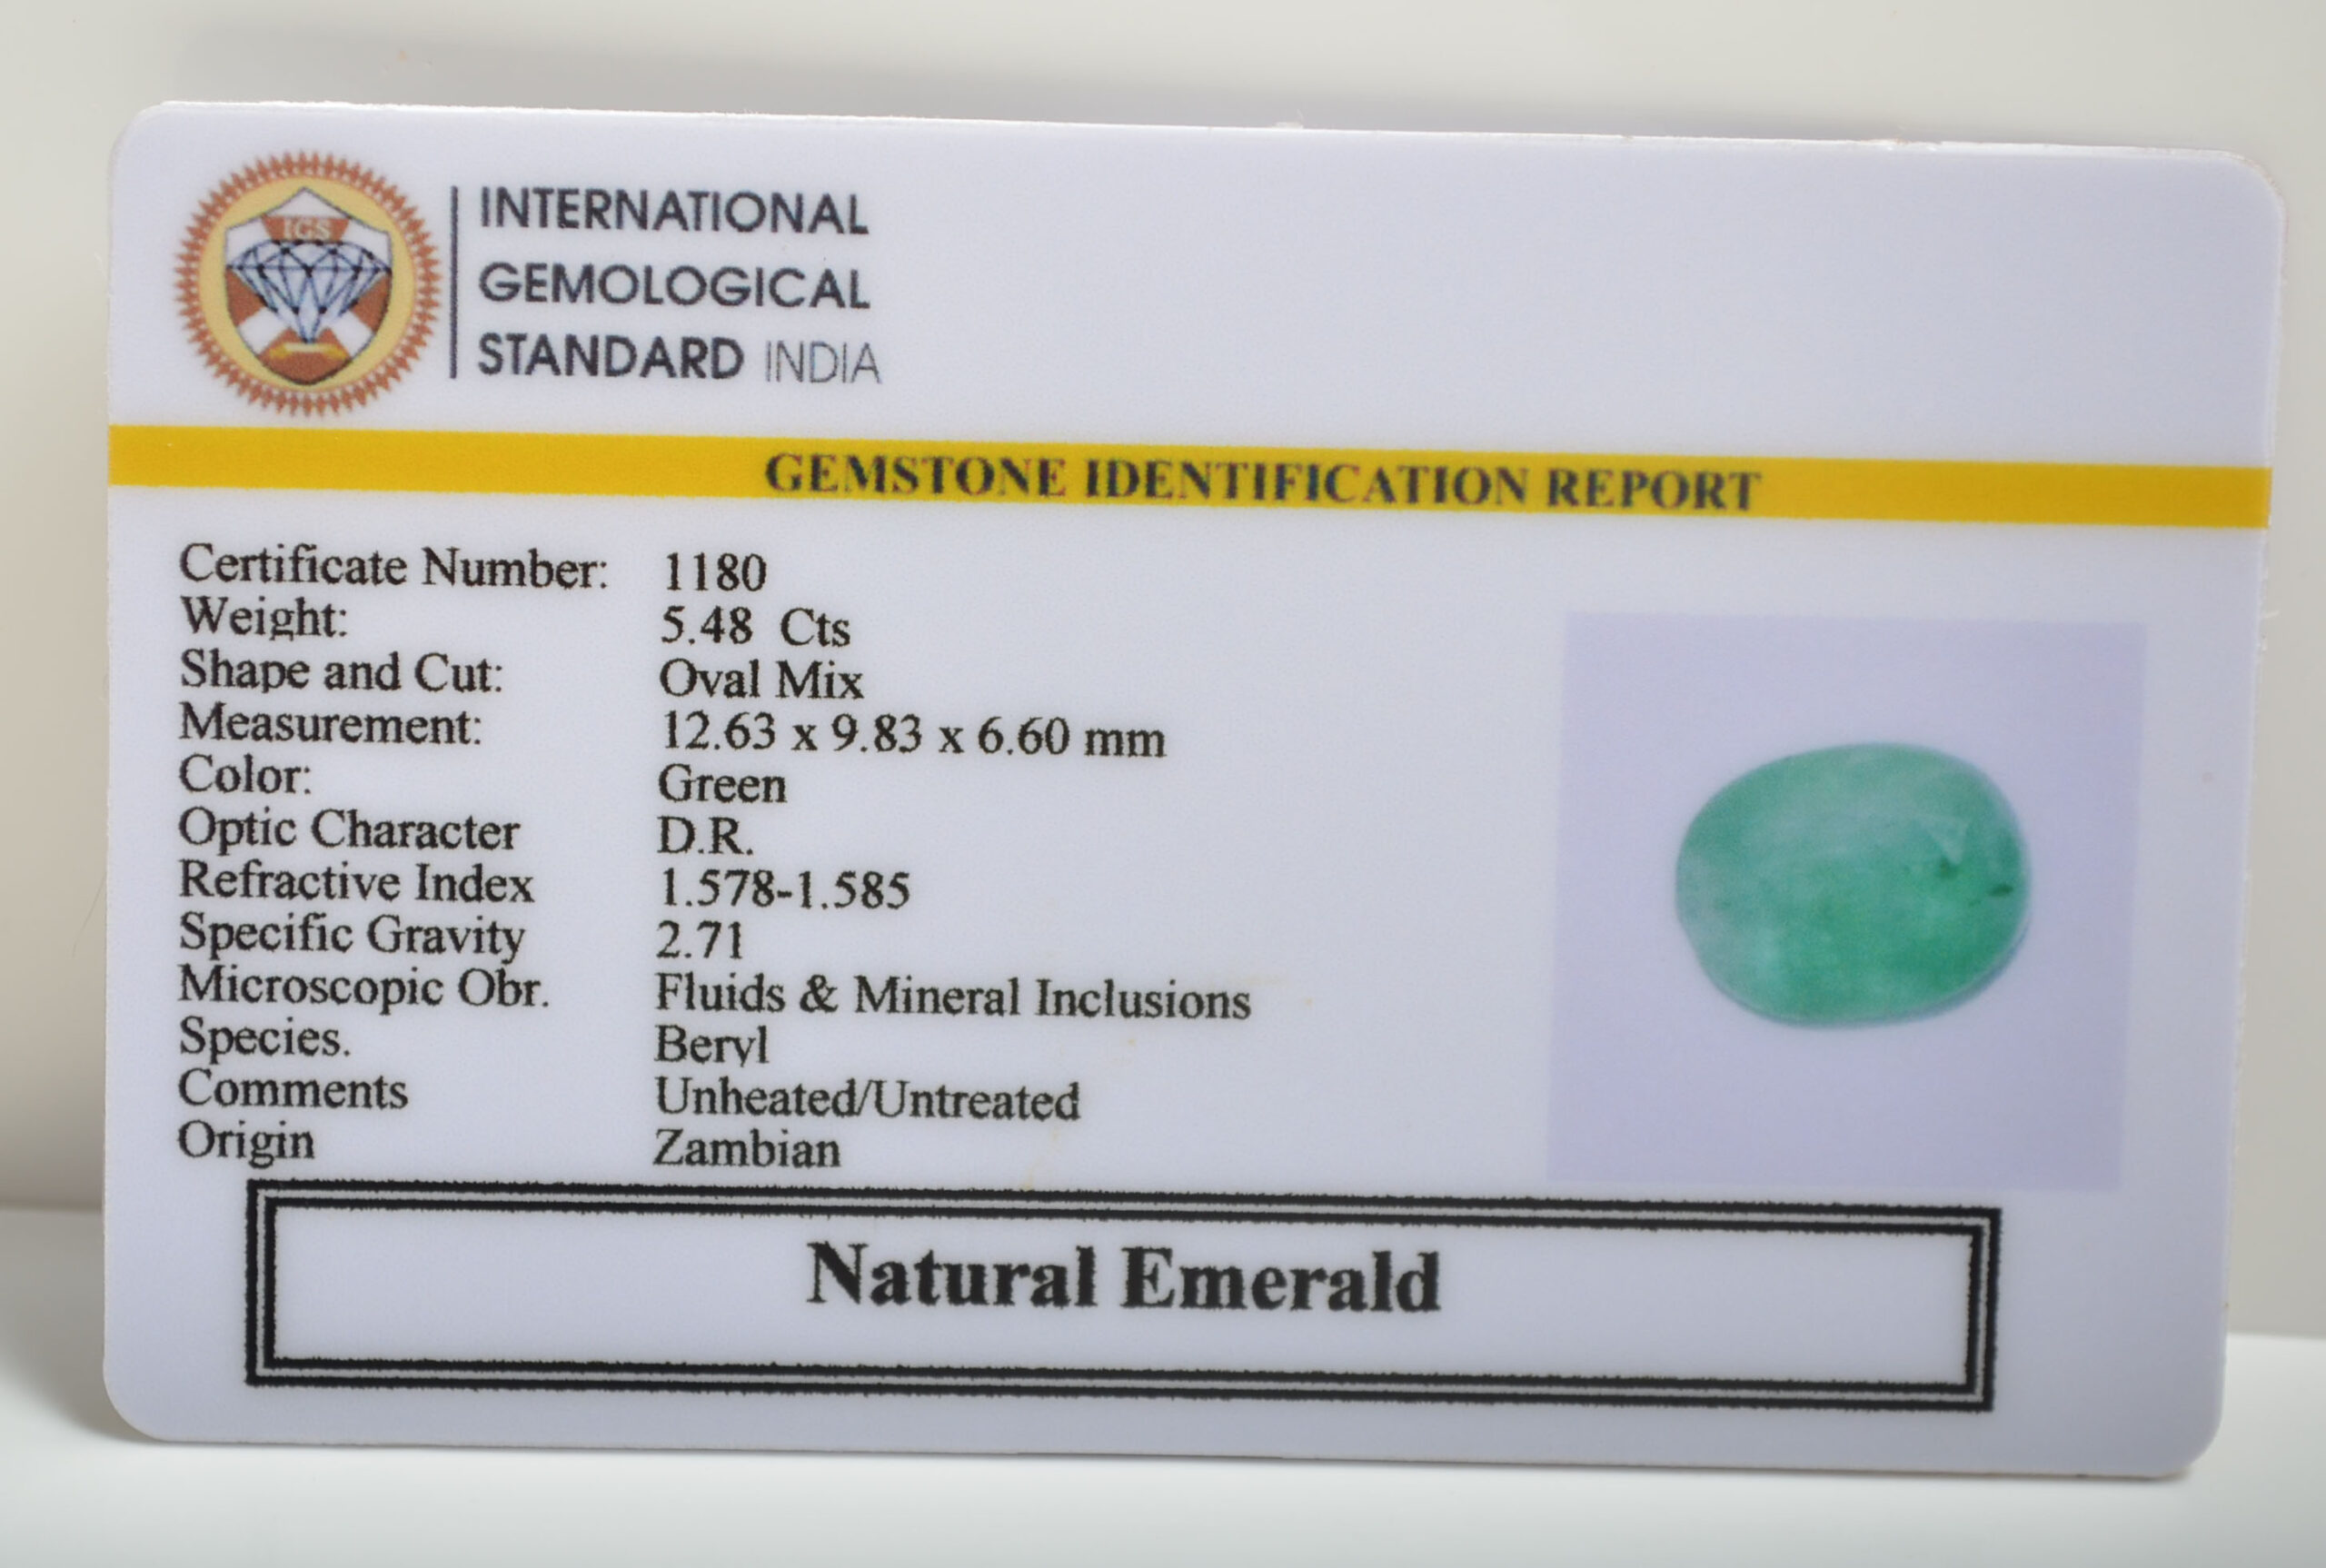 IGS
INTERNATIONAL
GEMOLOGICAL
STANDARD INDIA
GEMSTONE IDENTIFICATION REPORT
Certificate Number: 1180
Weight: 5.48 Cts
Shape and Cut: Oval Mix
Measurement: 12.63 x 9.83 x 6.60 mm
Color: Green
Optic Character D.R.
Refractive Index 1.578-1.585
Specific Gravity 2.71
Microscopic Obr. Fluids & Mineral Inclusions
Species. Beryl
Comments Unheated/Untreated
Origin Zambian
Natural Emerald